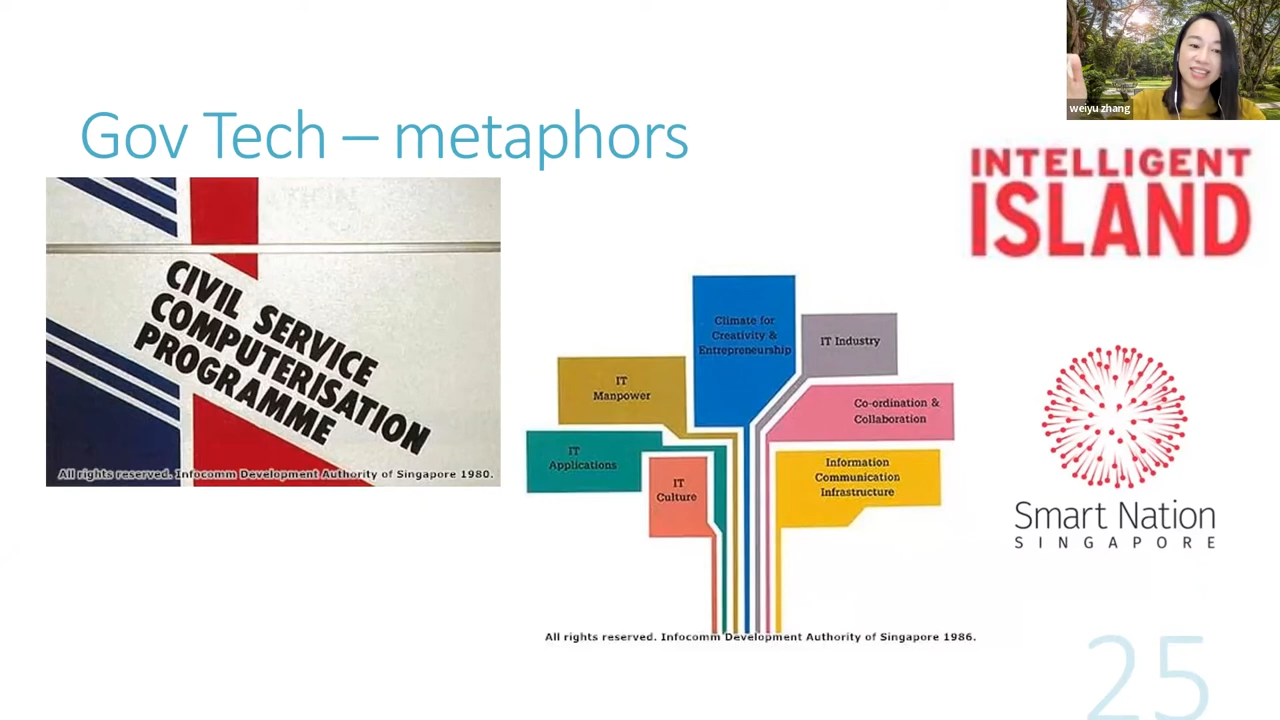 weiyu zhang
Gov Tech – metaphors
CIVIL SERVICE
COMPUTERISATION
PROGRAMME
All rights reserved. Infocomm Development Authority of Singapore 1980.
Climate for
Creativity &
Entrepreneurship
IT Industry
IT
Manpower
Co-ordination &
Collaboration
IT
Applications
IT
Culture
Information
Communication
Infrastructure
All rights reserved. Infocomm Development Authority of Singapore 1986.
INTELLIGENT
ISLAND
Smart Nation
SINGAPORE
25